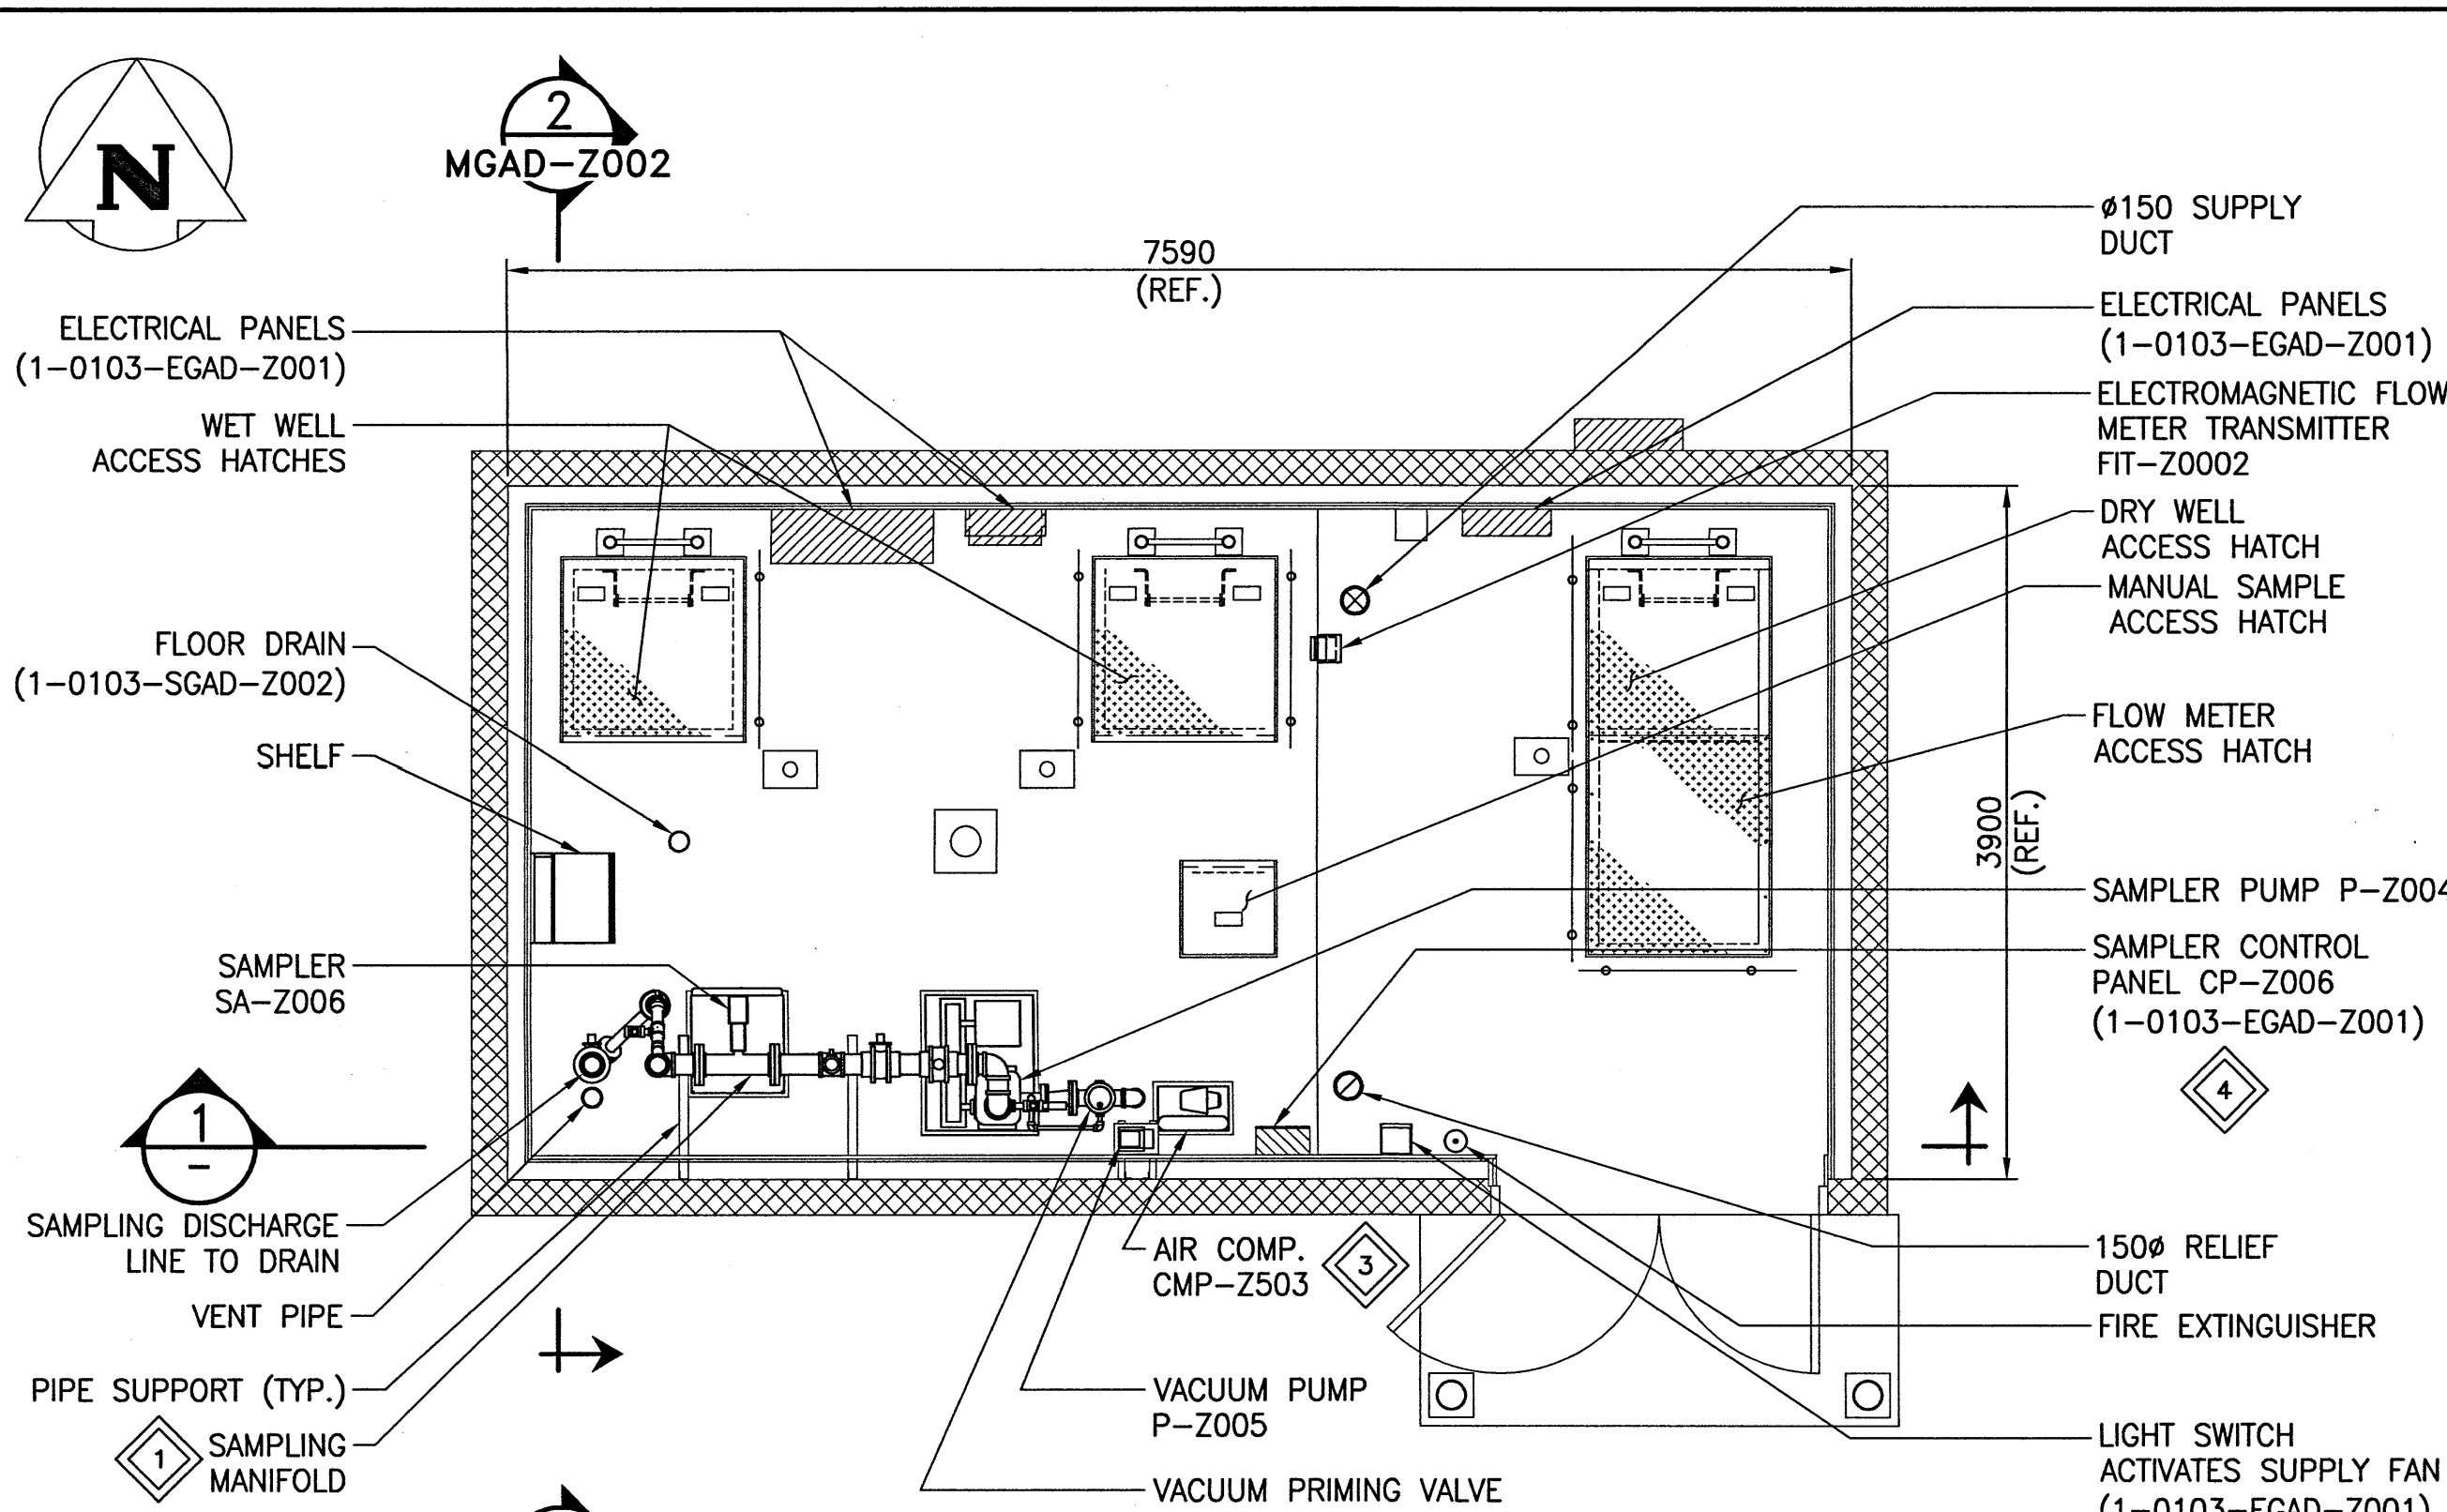 N
2
MGAD-Z002
7590
(REF.)
ELECTRICAL PANELS
(1-0103-EGAD-Z001)
WET WELL
ACCESS HATCHES
FLOOR DRAIN
(1-0103-SGAD-Z002)
SHELF
SAMPLER
SA-Z006
1
-
SAMPLING DISCHARGE
LINE TO DRAIN
VENT PIPE
PIPE SUPPORT (TYP.)
1
SAMPLING
MANIFOLD
AIR COMP.
CMP-Z503
3
VACUUM PUMP
P-Z005
VACUUM PRIMING VALVE
ø150 SUPPLY
DUCT
ELECTRICAL PANELS
(1-0103-EGAD-Z001)
ELECTROMAGNETIC FLOW
METER TRANSMITTER
FIT-Z0002
DRY WELL
ACCESS HATCH
MANUAL SAMPLE
ACCESS HATCH
FLOW METER
ACCESS HATCH
3900
(REF.)
SAMPLER PUMP P-Z004
SAMPLER CONTROL
PANEL CP-Z006
(1-0103-EGAD-Z001)
4
150ø RELIEF
DUCT
FIRE EXTINGUISHER
LIGHT SWITCH
ACTIVATES SUPPLY FAN
(1-0103-EGAD-Z001)